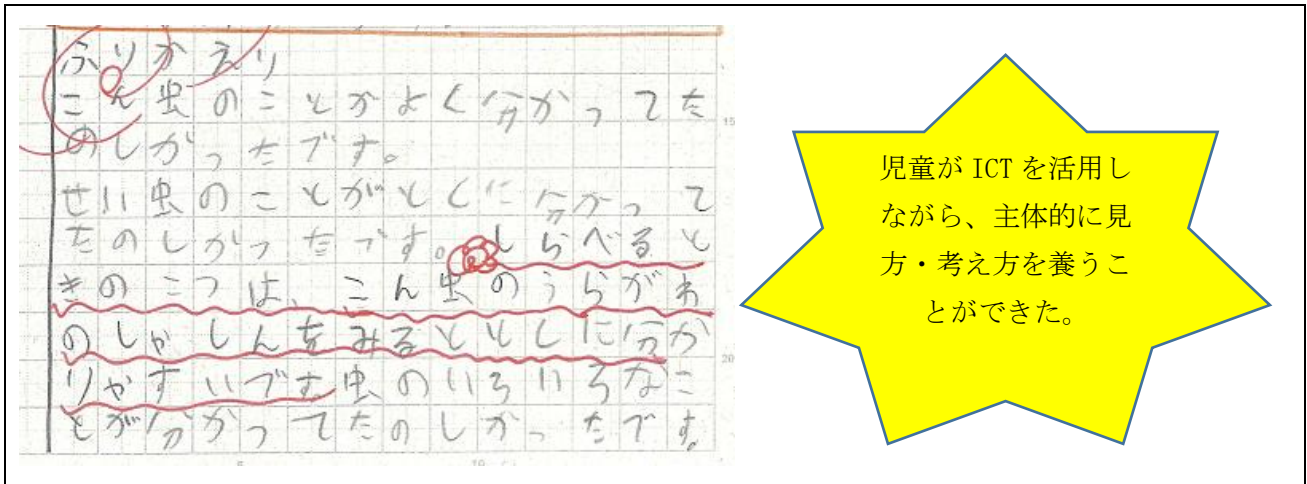 ふりかえり
こん虫のことがよく分かってた
のしかったです。
せい虫のことがとくに分かって
たのしかったです。しらべると
きのこつは、こん虫のうらがわ
のしゃしんをみるととくに分か
りやすいです。虫のいろいろなこ
とが分かってたのしかったです。
15
20
5
10
児童が ICT を活用し
ながら、主体的に見
方・考え方を養うこ
とができた。